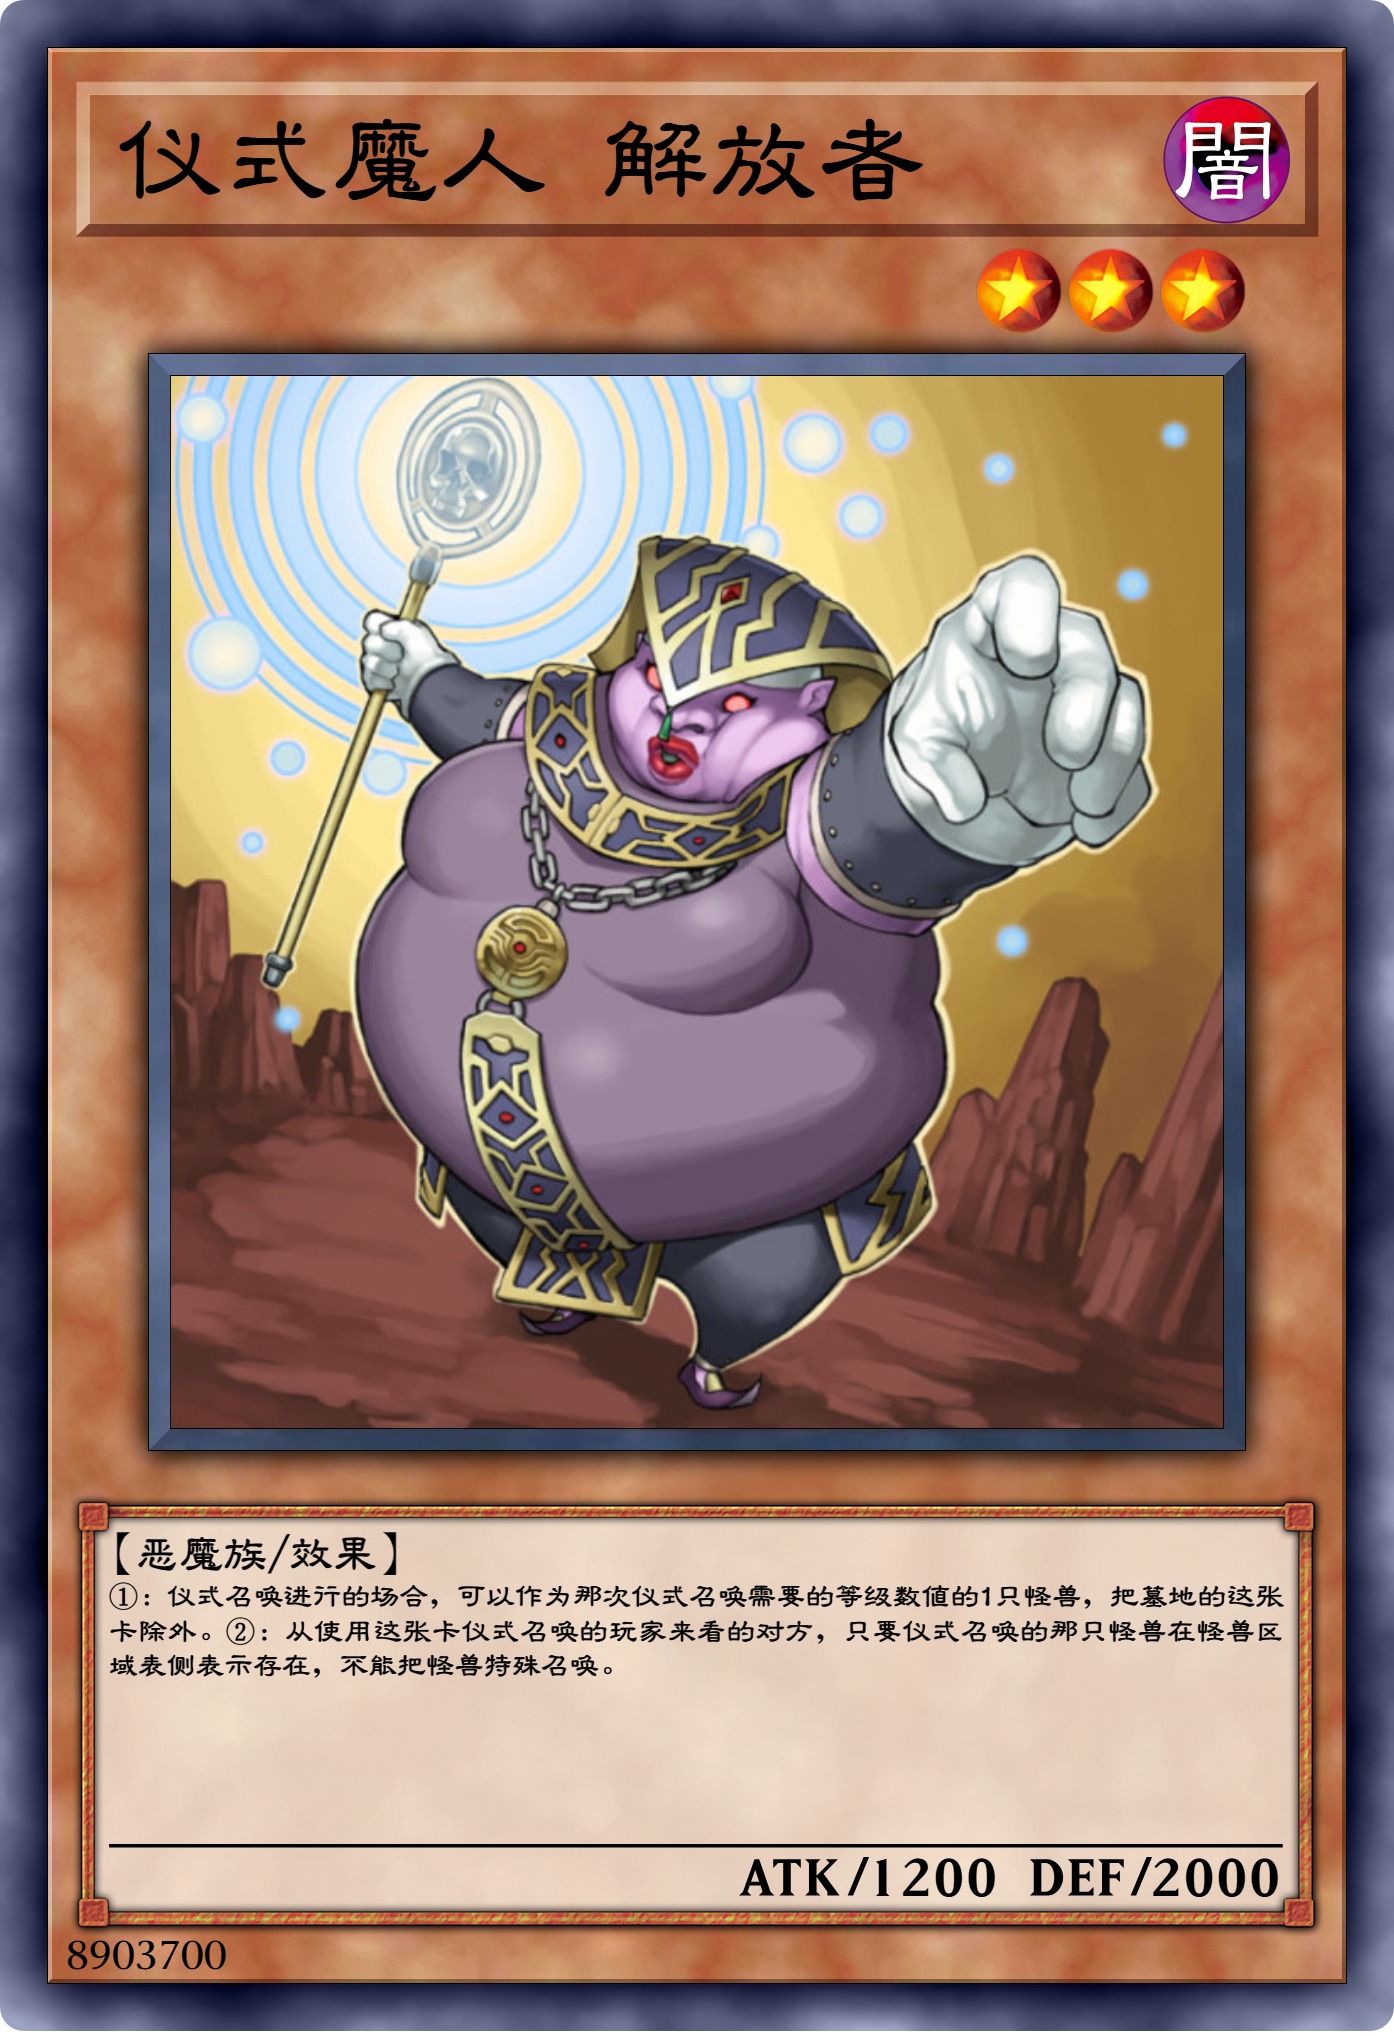 仪式魔人 解放者
闇
【恶魔族/效果】
①：仪式召唤进行的场合，可以作为那次仪式召唤需要的等级数值的1只怪兽，把墓地的这张
卡除外。②：从使用这张卡仪式召唤的玩家来看的对方，只要仪式召唤的那只怪兽在怪兽区
域表侧表示存在，不能把怪兽特殊召唤。
ATK/1200 DEF/2000
8903700